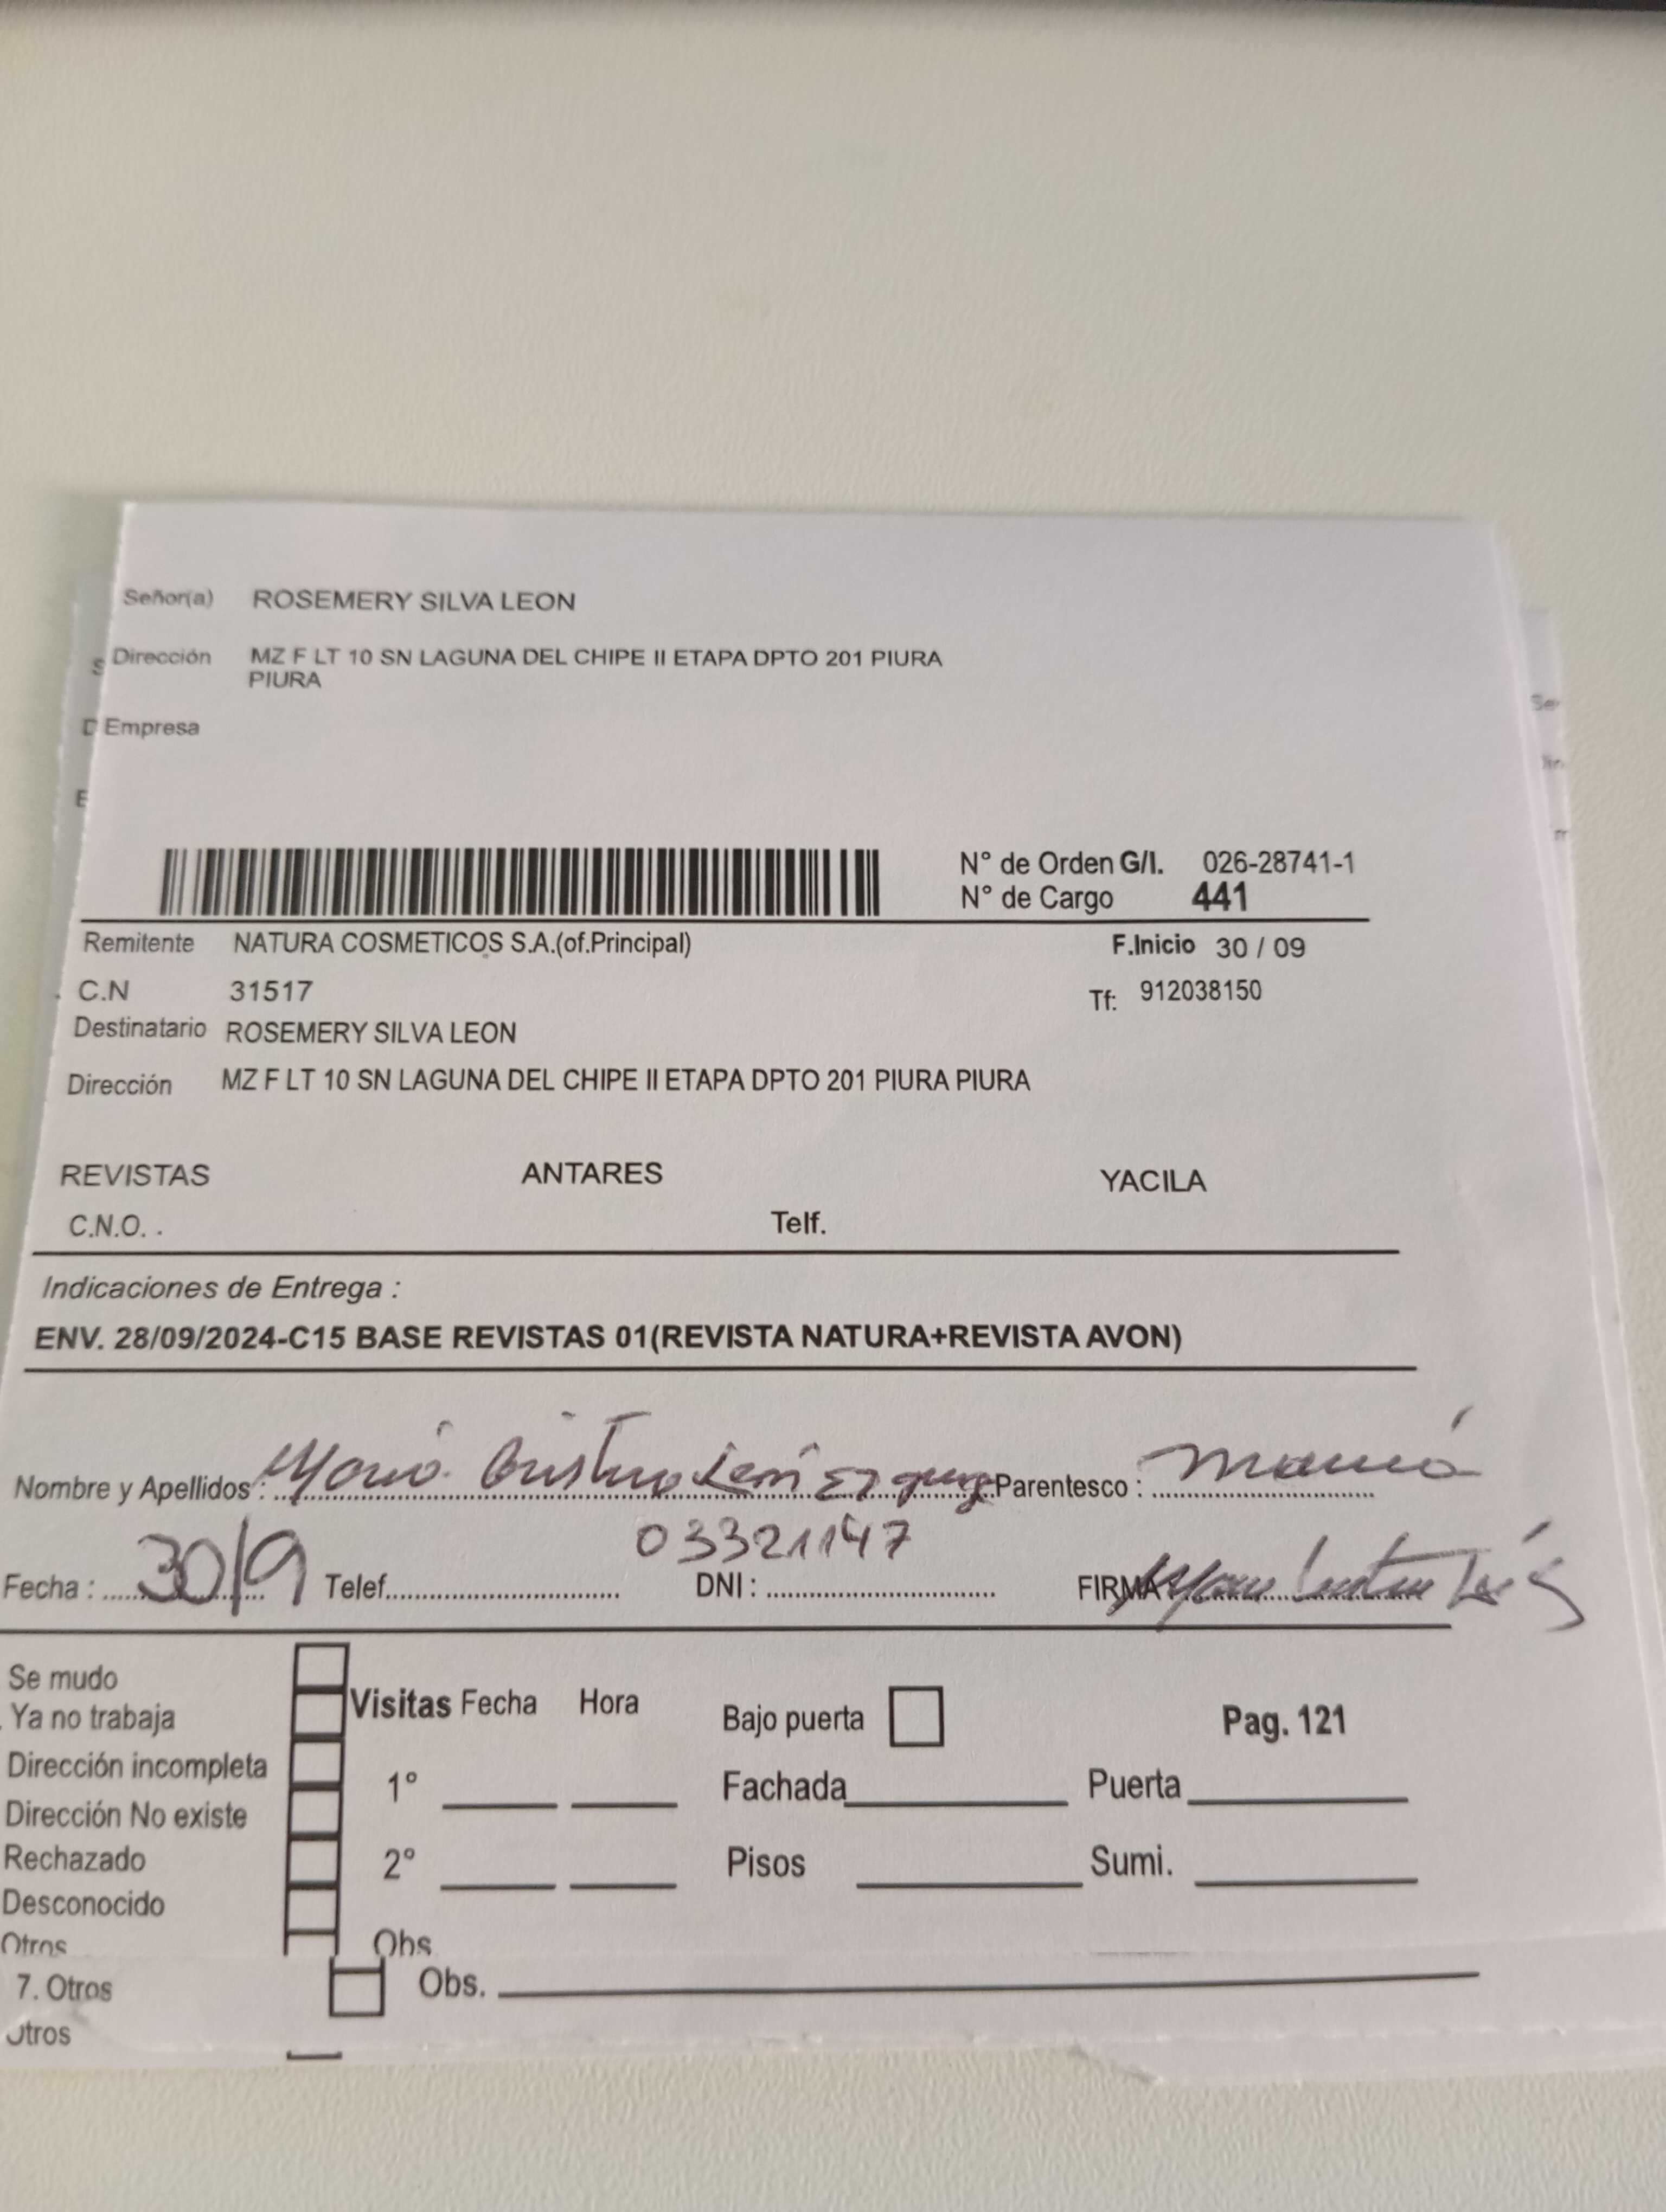 Señor(a) ROSEMERY SILVA LEON
S Dirección MZ F LT 10 SN LAGUNA DEL CHIPE II ETAPA DPTO 201 PIURA
PIURA
D Empresa
E
N° de Orden G/I. 026-28741-1
N° de Cargo 441
Remitente NATURA COSMETICOS S.A.(of.Principal) F.Inicio 30 / 09
C.N 31517 Tf: 912038150
Destinatario ROSEMERY SILVA LEON
Dirección MZ F LT 10 SN LAGUNA DEL CHIPE II ETAPA DPTO 201 PIURA PIURA
REVISTAS ANTARES YACILA
C.N.O. . Telf.
Indicaciones de Entrega :
ENV. 28/09/2024-C15 BASE REVISTAS 01(REVISTA NATURA+REVISTA AVON)
Nombre y Apellidos : Parentesco : mamá
03321147
Fecha : 30/9 Telef. DNI : FIRMA
Se mudo
Ya no trabaja
Visitas Fecha Hora Bajo puerta Pag. 121
Dirección incompleta
1° Fachada Puerta
Dirección No existe
Rechazado 2° Pisos Sumi.
Desconocido
Otros Obs
7. Otros Obs.
Otros